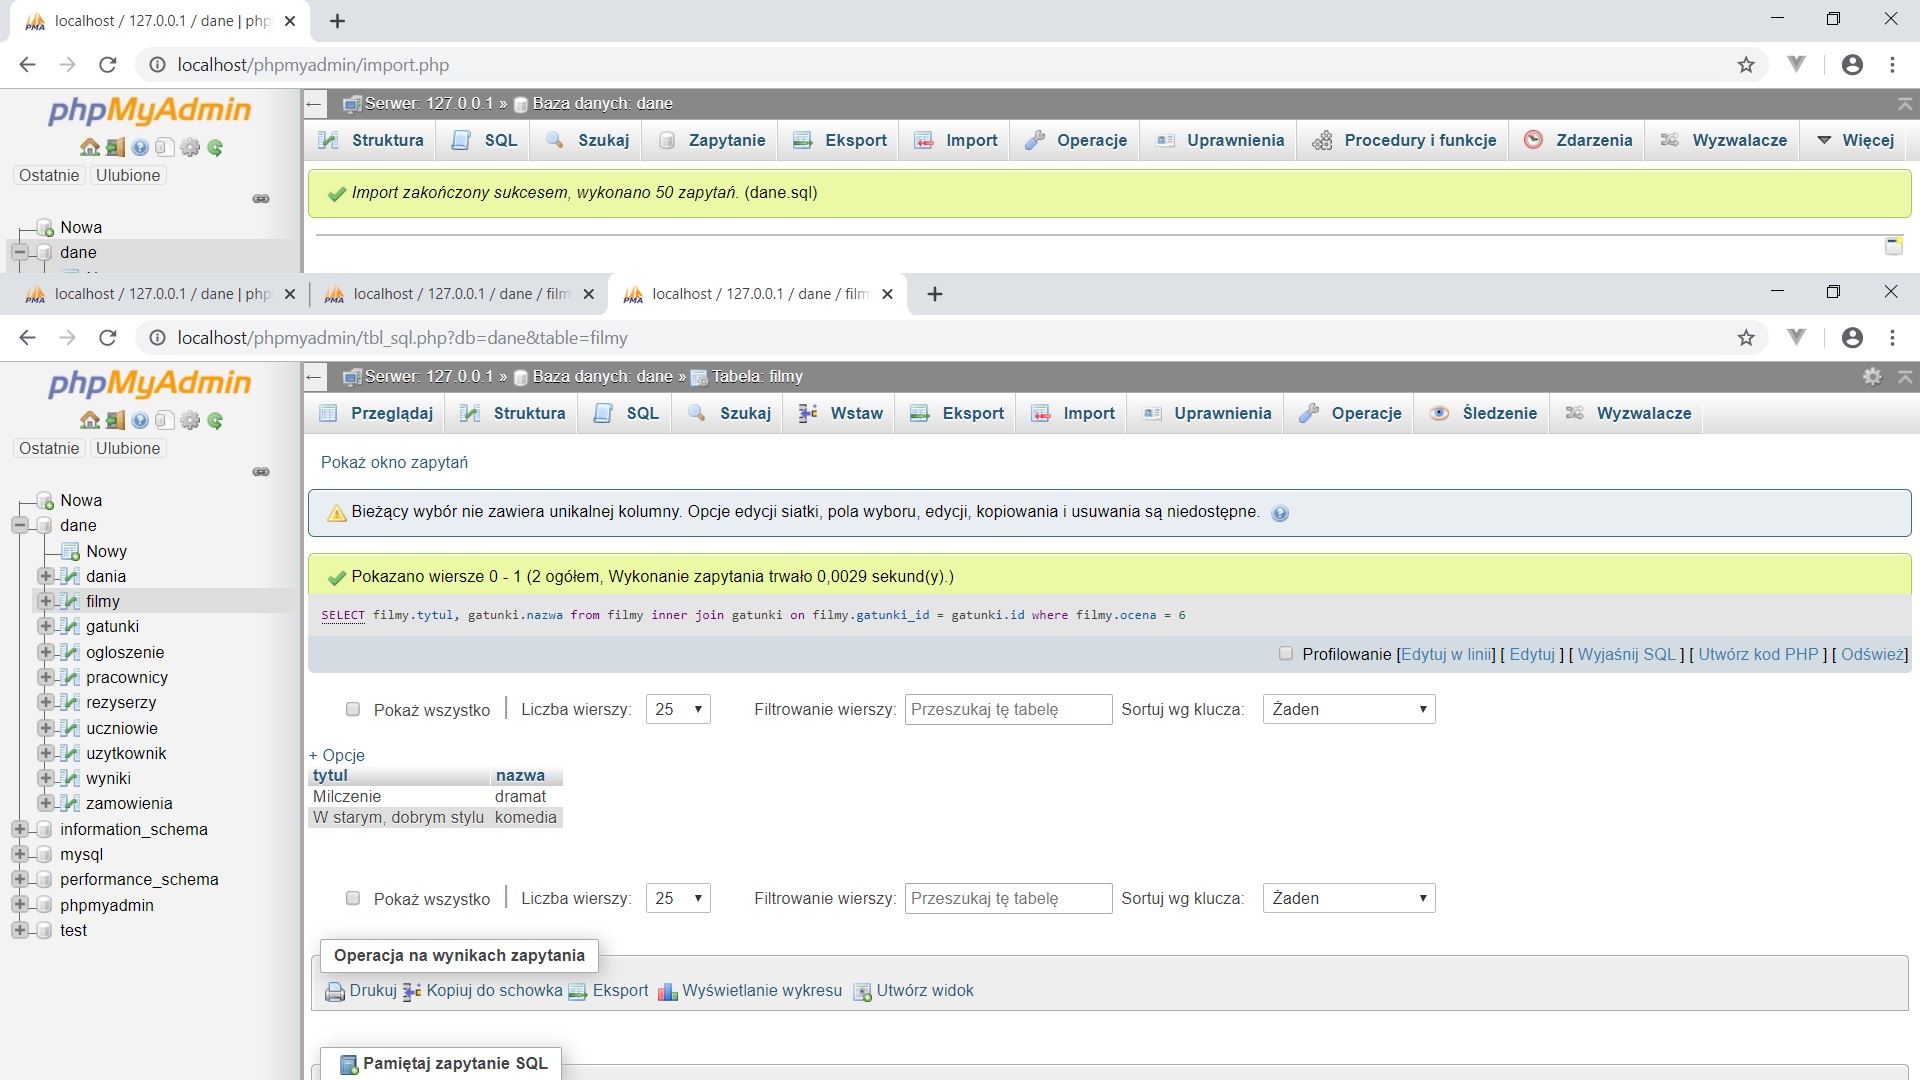 localhost / 127.0.0.1 / dane | php
localhost/phpmyadmin/import.php
phpMyAdmin
Ostatnie Ulubione
Nowa
dane
Serwer: 127.0.0.1 » Baza danych: dane
Struktura SQL Szukaj Zapytanie Eksport Import Operacje Uprawnienia Procedury i funkcje Zdarzenia Wyzwalacze Więcej
Import zakończony sukcesem, wykonano 50 zapytań. (dane.sql)
localhost / 127.0.0.1 / dane | php localhost / 127.0.0.1 / dane / film localhost / 127.0.0.1 / dane / film
localhost/phpmyadmin/tbl_sql.php?db=dane&table=filmy
phpMyAdmin
Ostatnie Ulubione
Nowa
dane
Nowy
dania
filmy
gatunki
ogloszenie
pracownicy
rezyserzy
uczniowie
uzytkownik
wyniki
zamowienia
information_schema
mysql
performance_schema
phpmyadmin
test
Serwer: 127.0.0.1 » Baza danych: dane » Tabela: filmy
Przeglądaj Struktura SQL Szukaj Wstaw Eksport Import Uprawnienia Operacje Śledzenie Wyzwalacze
Pokaż okno zapytań
Bieżący wybór nie zawiera unikalnej kolumny. Opcje edycji siatki, pola wyboru, edycji, kopiowania i usuwania są niedostępne.
Pokazano wiersze 0 - 1 (2 ogółem, Wykonanie zapytania trwało 0,0029 sekund(y).)
SELECT filmy.tytul, gatunki.nazwa from filmy inner join gatunki on filmy.gatunki_id = gatunki.id where filmy.ocena = 6
Profilowanie [Edytuj w linii] [ Edytuj ] [ Wyjaśnij SQL ] [ Utwórz kod PHP ] [ Odśwież]
Pokaż wszystko | Liczba wierszy: 25 Filtrowanie wierszy: Przeszukaj tę tabelę Sortuj wg klucza: Żaden
+ Opcje
tytul nazwa
Milczenie dramat
W starym, dobrym stylu komedia
Pokaż wszystko | Liczba wierszy: 25 Filtrowanie wierszy: Przeszukaj tę tabelę Sortuj wg klucza: Żaden
Operacja na wynikach zapytania
Drukuj Kopiuj do schowka Eksport Wyświetlanie wykresu Utwórz widok
Pamiętaj zapytanie SQL